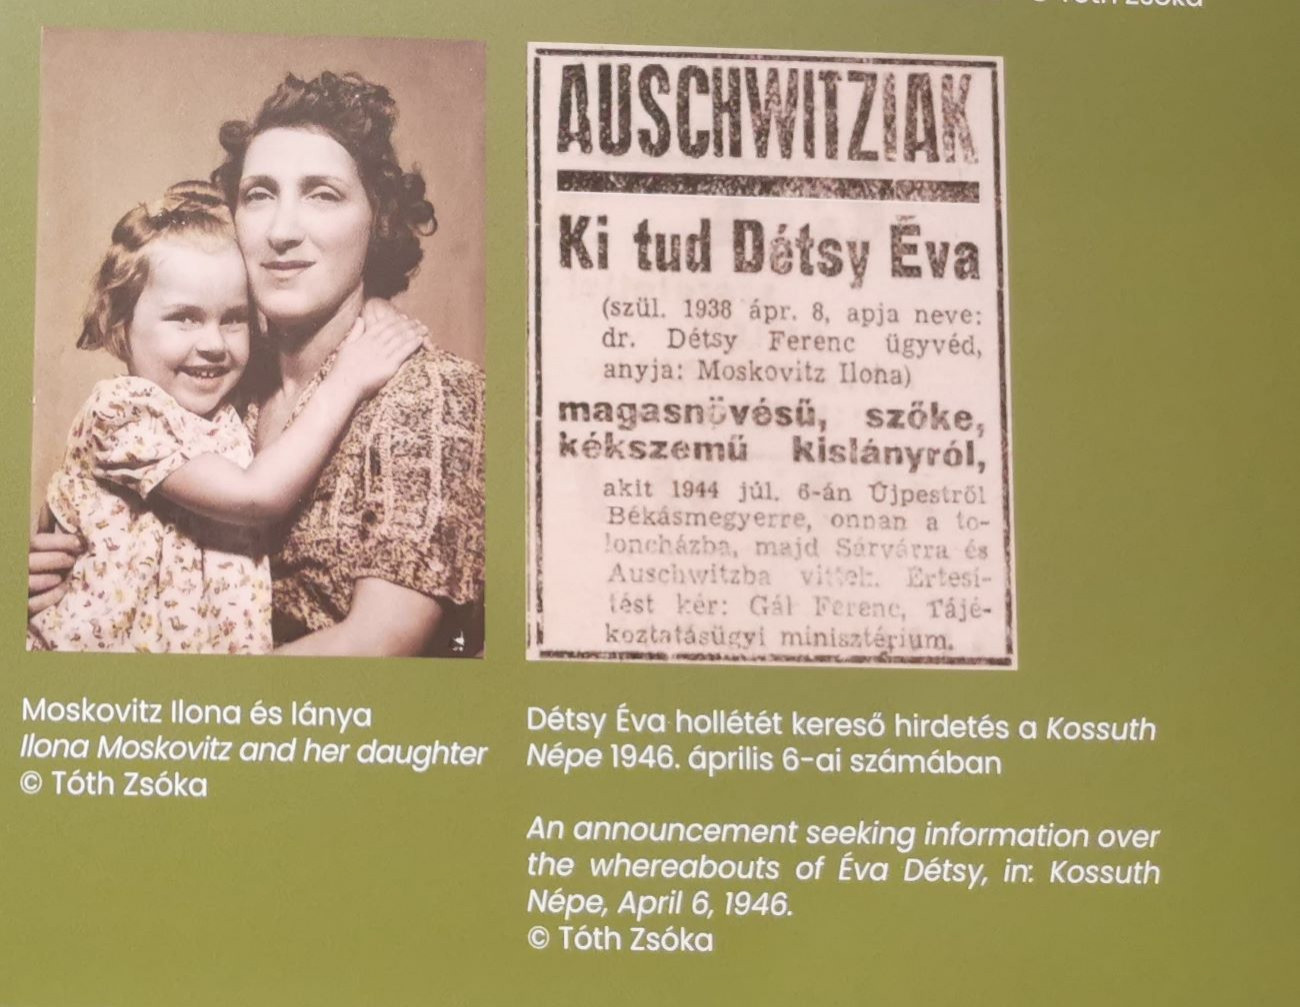 © Tóth Zsóka
AUSCHWITZIAK
Ki tud Détsy Éva
(szül. 1938 ápr. 8, apja neve:
dr. Détsy Ferenc ügyvéd,
anyja: Moskovitz Ilona)
magasnövésű, szőke,
kékszemű kislányról,
akit 1944 júl. 6-án Újpestről
Békásmegyerre, onnan a to-
loncházba, majd Sárvárra és
Auschwitzba vittek. Értesí-
tést kér: Gál Ferenc, Tájé-
koztatásügyi minisztérium.
Moskovitz Ilona és lánya
Ilona Moskovitz and her daughter
© Tóth Zsóka
Détsy Éva hollétét kereső hirdetés a Kossuth
Népe 1946. április 6-ai számában
An announcement seeking information over
the whereabouts of Éva Détsy, in: Kossuth
Népe, April 6, 1946.
© Tóth Zsóka